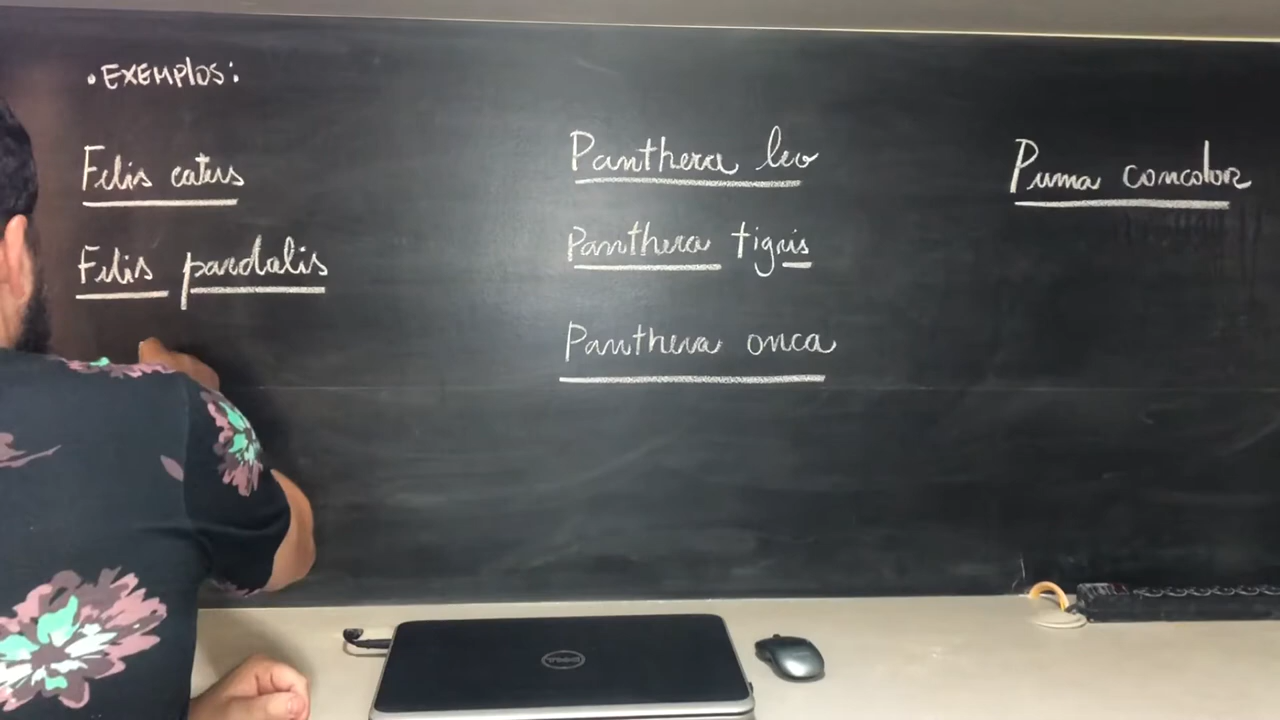 • EXEMPLOS:
Felis catus
Felis pardalis
Panthera leo
Panthera tigris
Panthera onca
Puma concolor
DELL